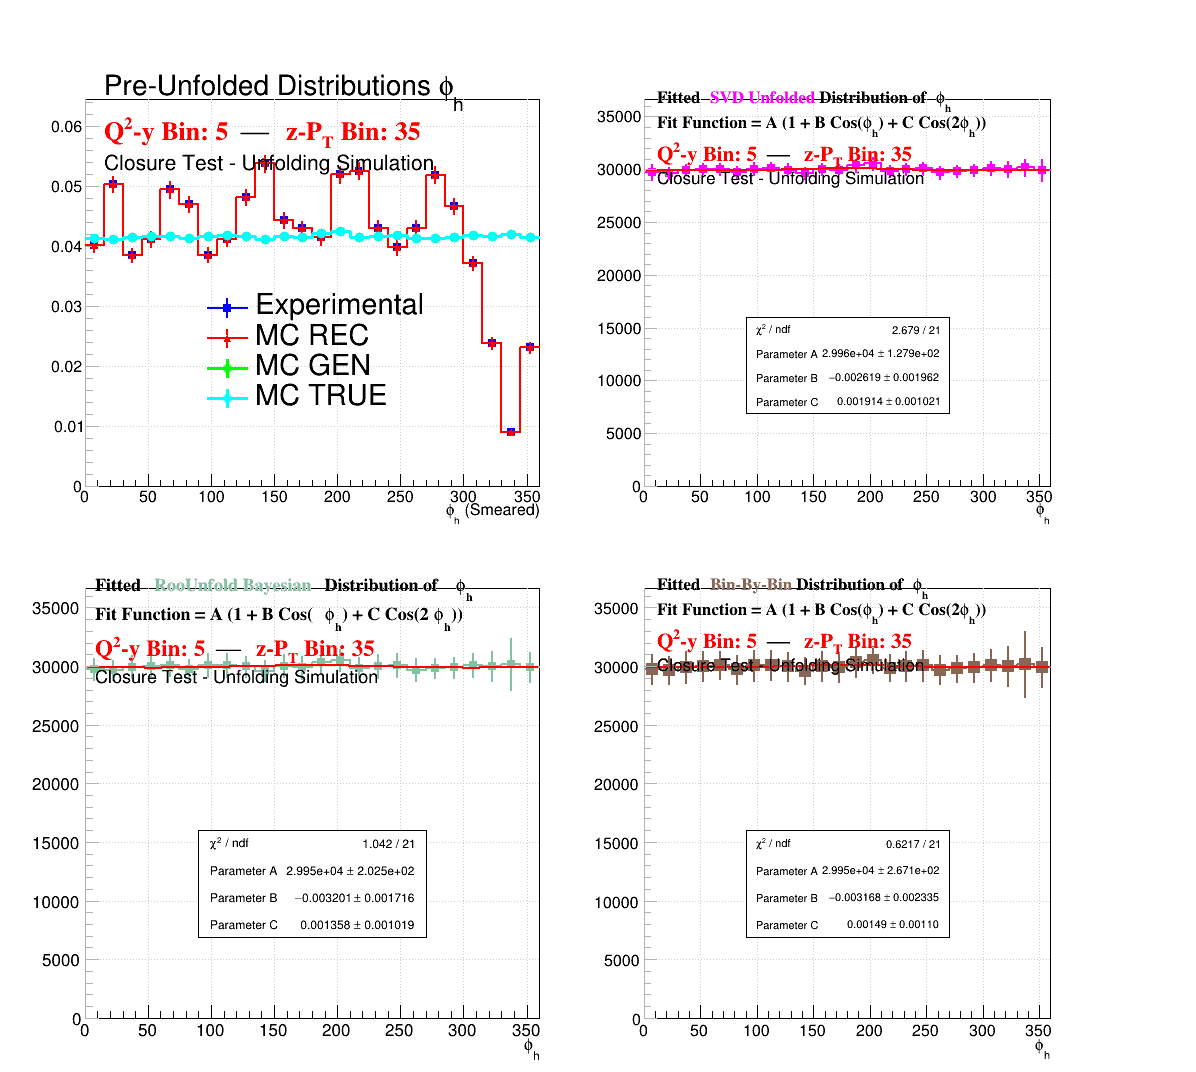 Pre-Unfolded Distributions ϕh
Q2-y Bin: 5 — z-PT Bin: 35
Closure Test - Unfolding Simulation
0.06
0.05
0.04
0.03
0.02
0.01
0
Experimental
MC REC
MC GEN
MC TRUE
0 50 100 150 200 250 300 350
ϕh (Smeared)
Fitted SVD Unfolded Distribution of ϕh
Fit Function = A (1 + B Cos(ϕh) + C Cos(2ϕh))
Q2-y Bin: 5 — z-PT Bin: 35
Closure Test - Unfolding Simulation
35000
30000
25000
20000
15000
10000
5000
0
χ2 / ndf 2.679 / 21
Parameter A 2.996e+04 ± 1.279e+02
Parameter B −0.002619 ± 0.001962
Parameter C 0.001914 ± 0.001021
0 50 100 150 200 250 300 350
ϕh
Fitted RooUnfold Bayesian Distribution of ϕh
Fit Function = A (1 + B Cos( ϕh) + C Cos(2 ϕh))
Q2-y Bin: 5 — z-PT Bin: 35
Closure Test - Unfolding Simulation
35000
30000
25000
20000
15000
10000
5000
0
χ2 / ndf 1.042 / 21
Parameter A 2.995e+04 ± 2.025e+02
Parameter B −0.003201 ± 0.001716
Parameter C 0.001358 ± 0.001019
0 50 100 150 200 250 300 350
ϕh
Fitted Bin-By-Bin Distribution of ϕh
Fit Function = A (1 + B Cos(ϕh) + C Cos(2ϕh))
Q2-y Bin: 5 — z-PT Bin: 35
Closure Test - Unfolding Simulation
35000
30000
25000
20000
15000
10000
5000
0
χ2 / ndf 0.6217 / 21
Parameter A 2.995e+04 ± 2.671e+02
Parameter B −0.003168 ± 0.002335
Parameter C 0.00149 ± 0.00110
0 50 100 150 200 250 300 350
ϕh